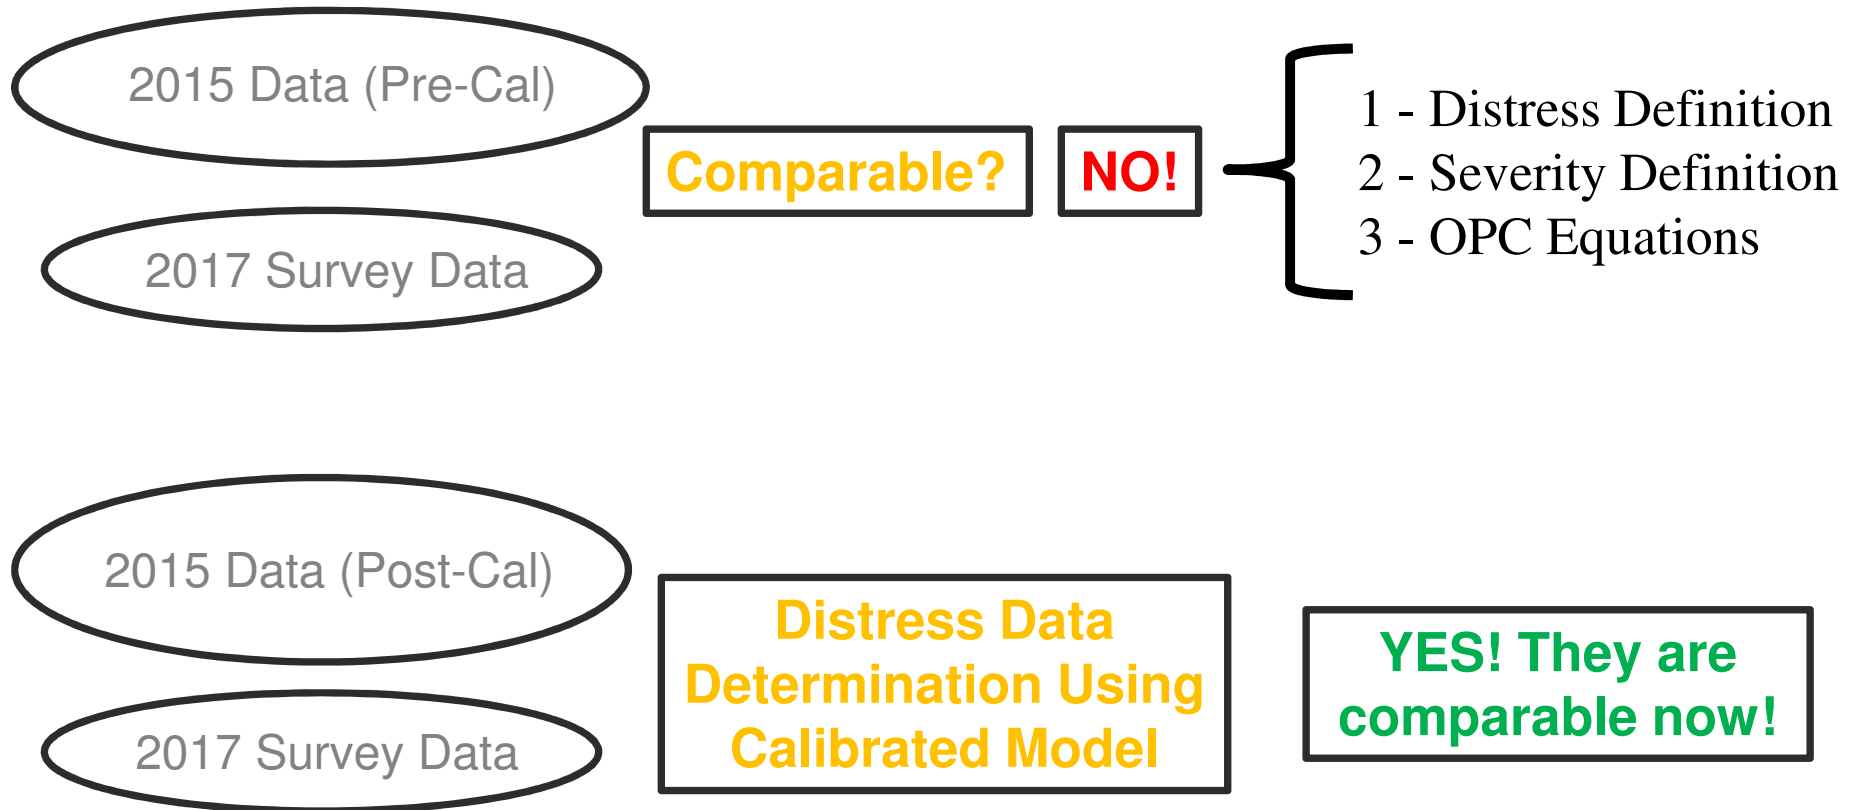 2015 Data (Pre-Cal)
2017 Survey Data
Comparable?
NO!
1 - Distress Definition
2 - Severity Definition
3 - OPC Equations
2015 Data (Post-Cal)
2017 Survey Data
Distress Data
Determination Using
Calibrated Model
YES! They are
comparable now!